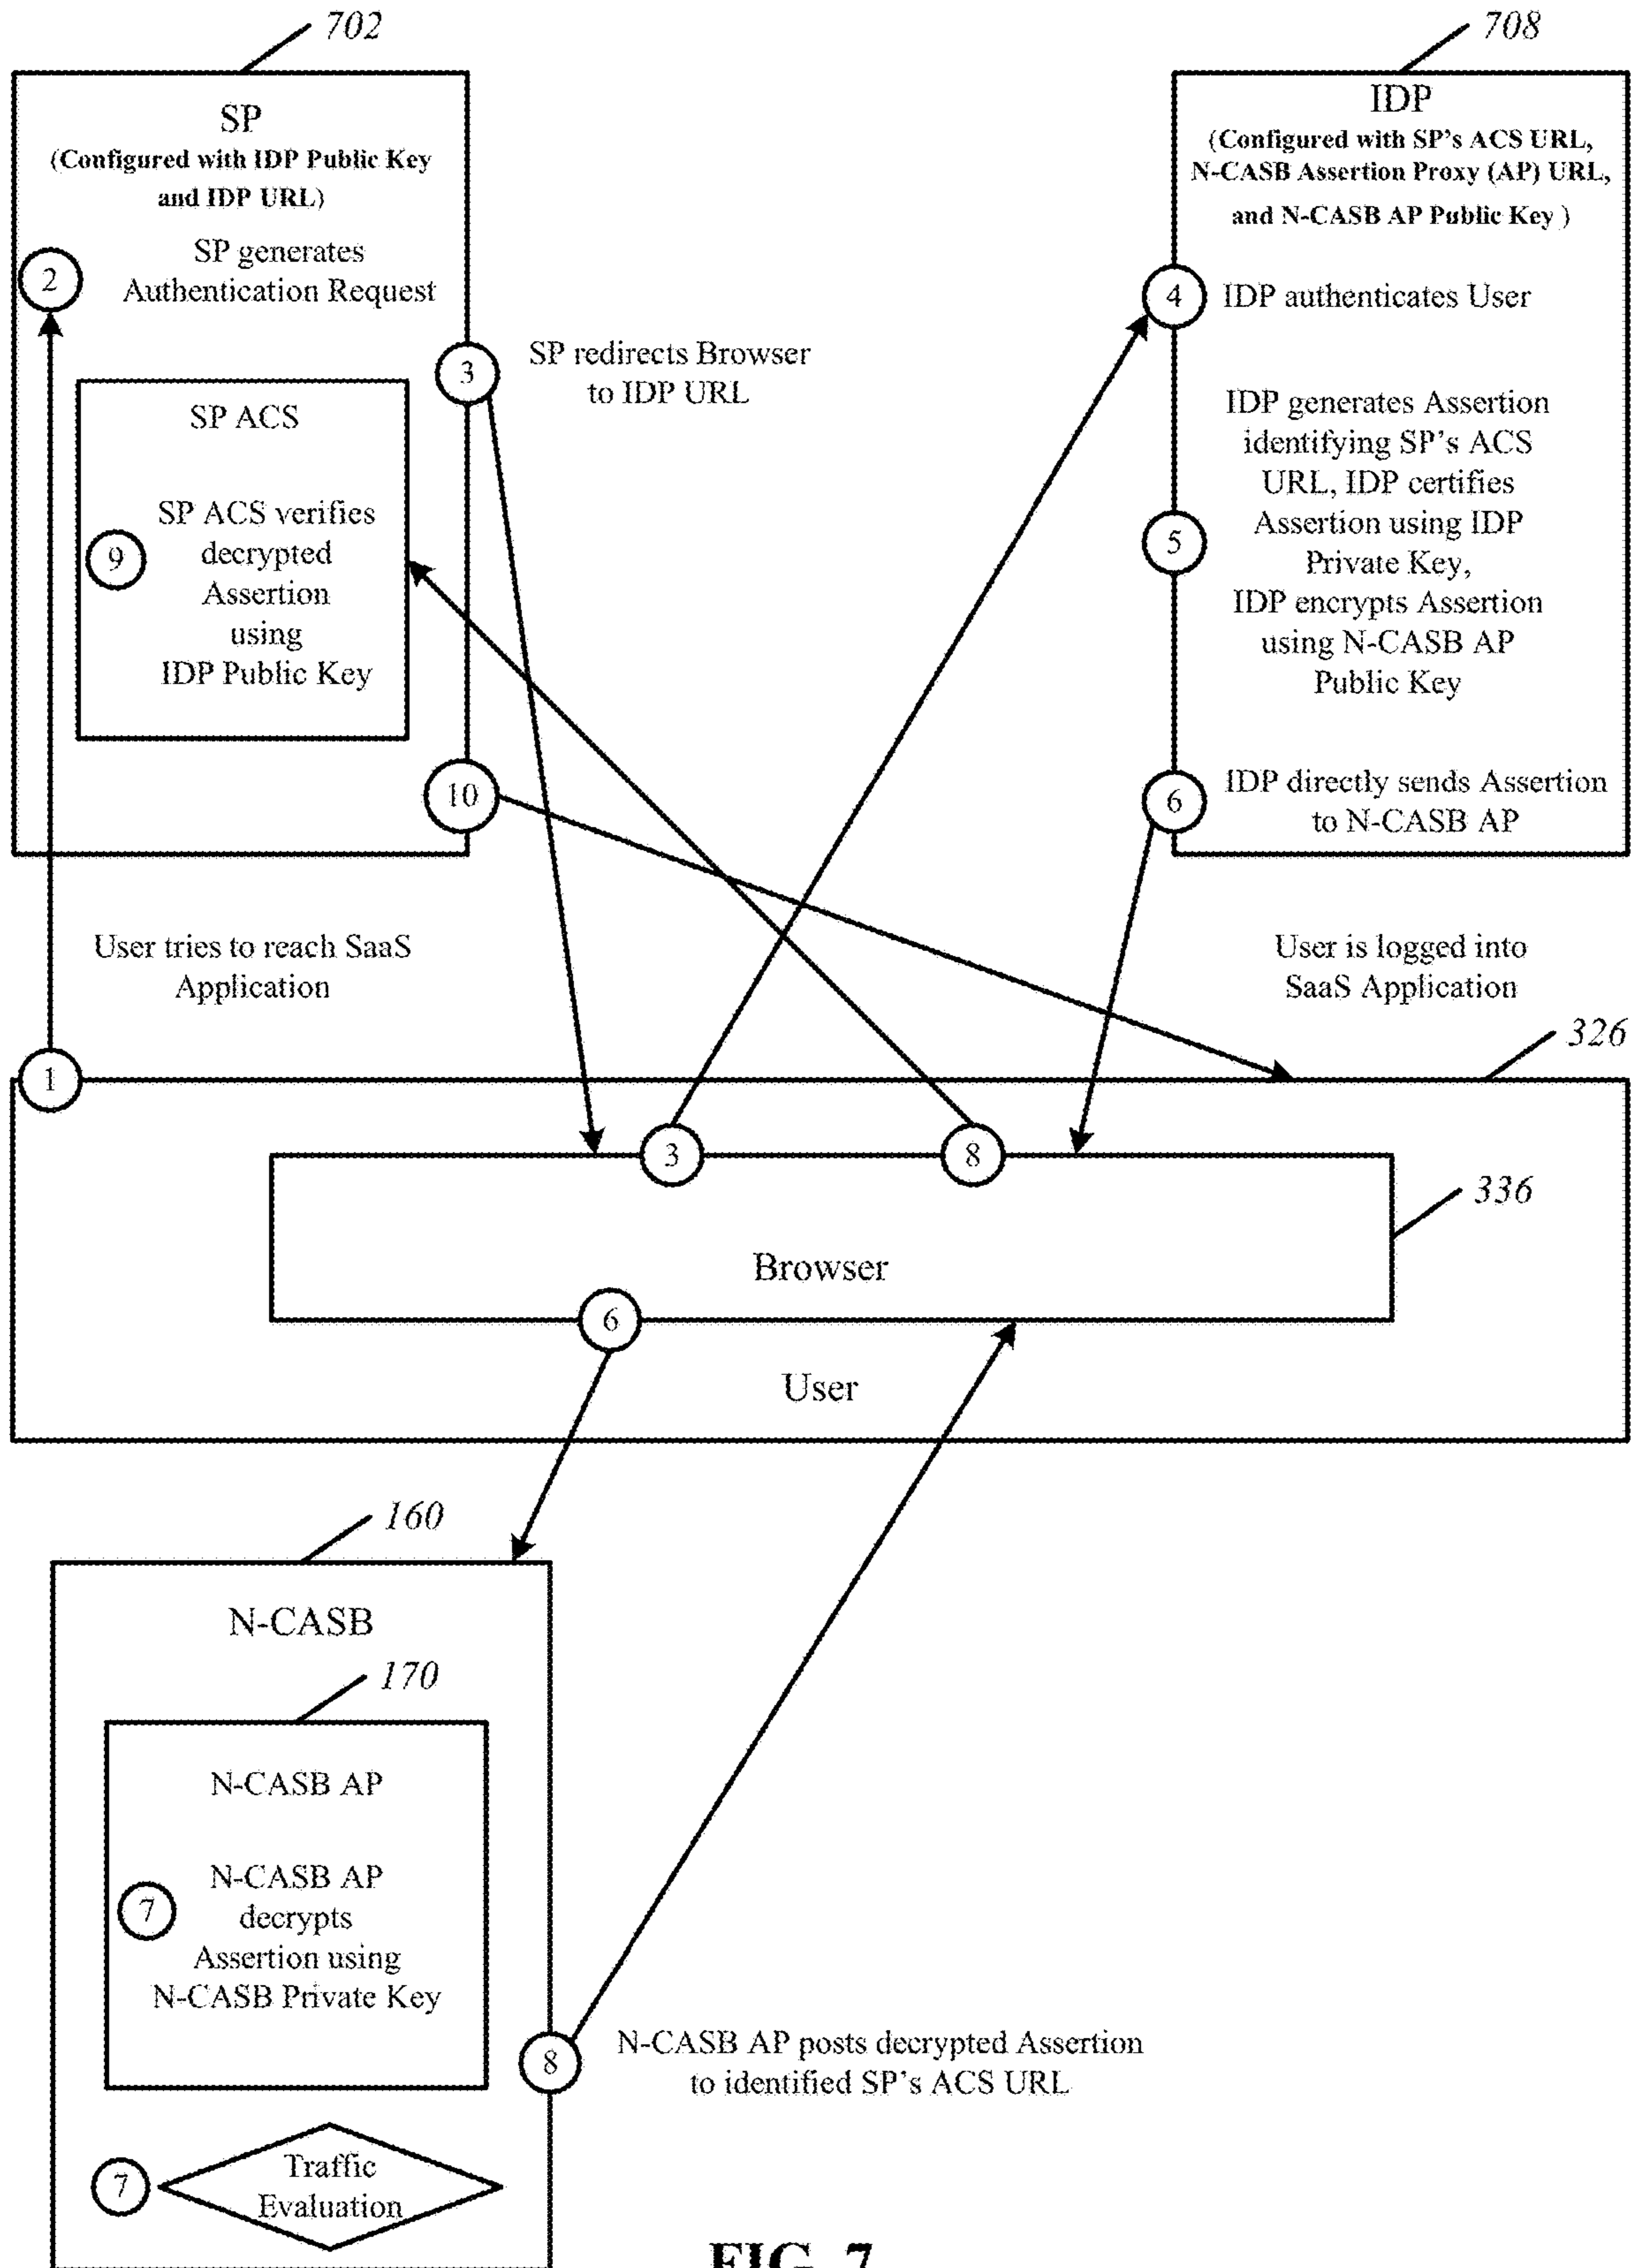 702
708
SP
(Configured with IDP Public Key
and IDP URL)
2
SP generates
Authentication Request
3
SP redirects Browser
to IDP URL
SP ACS
9
SP ACS verifies
decrypted
Assertion
using
IDP Public Key
10
IDP
(Configured with SP's ACS URL,
N-CASB Assertion Proxy (AP) URL,
and N-CASB AP Public Key )
4
IDP authenticates User
5
IDP generates Assertion
identifying SP's ACS
URL, IDP certifies
Assertion using IDP
Private Key,
IDP encrypts Assertion
using N-CASB AP
Public Key
6
IDP directly sends Assertion
to N-CASB AP
User tries to reach SaaS
Application
User is logged into
SaaS Application
326
1
3
8
336
Browser
6
User
160
N-CASB
170
N-CASB AP
7
N-CASB AP
decrypts
Assertion using
N-CASB Private Key
8
N-CASB AP posts decrypted Assertion
to identified SP's ACS URL
7
Traffic
Evaluation
FIG. 7